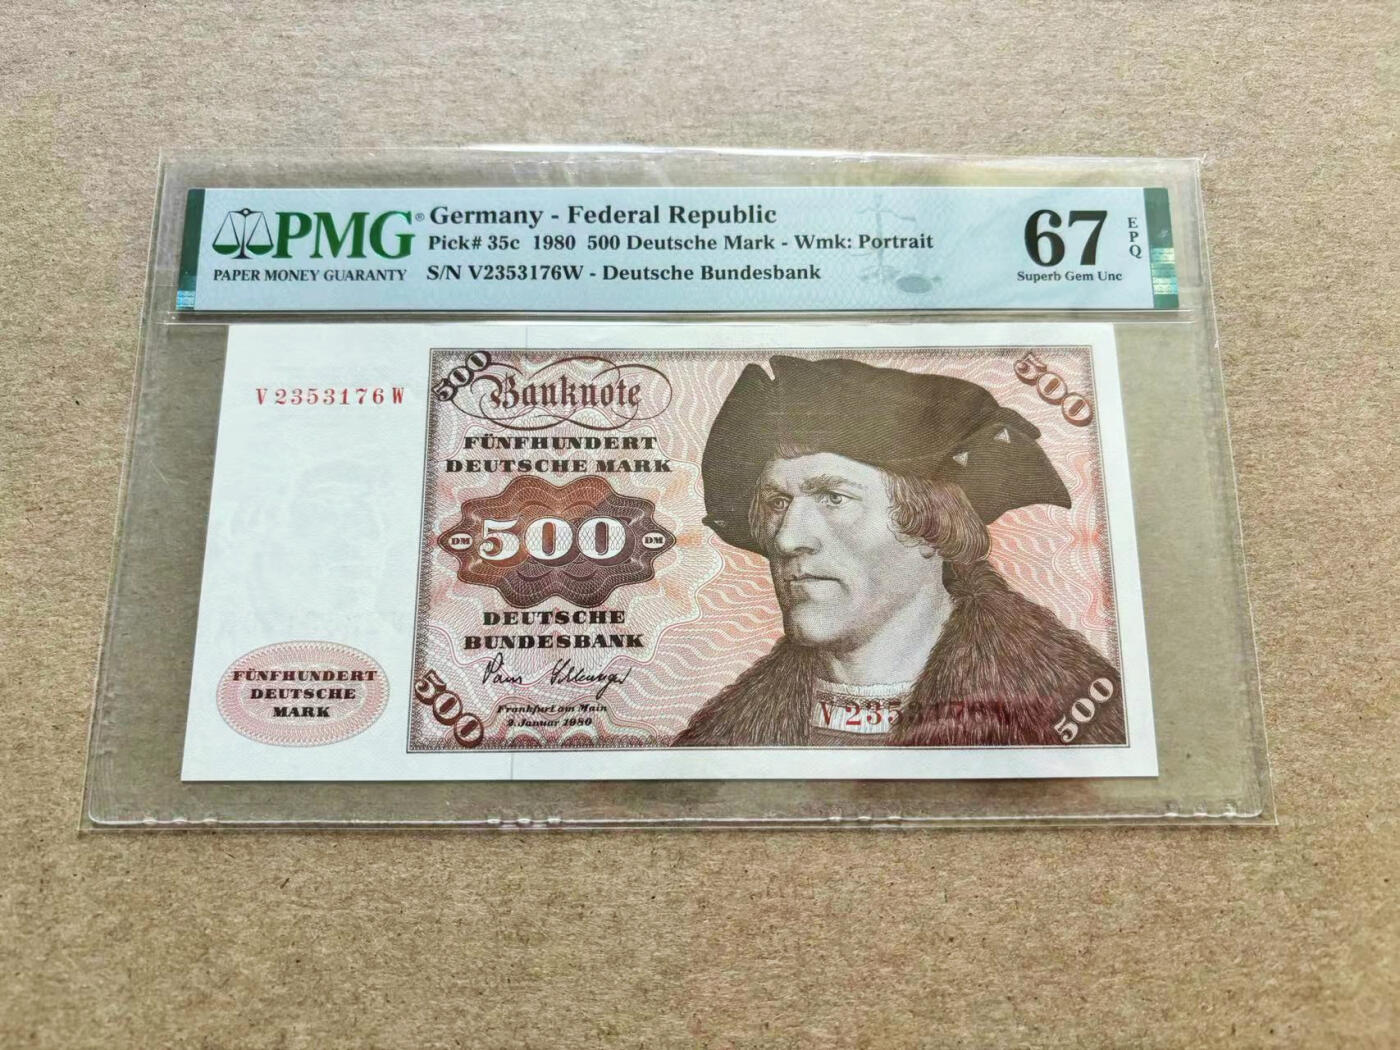 PMG®
PAPER MONEY GUARANTY
Germany - Federal Republic
Pick# 35c 1980 500 Deutsche Mark - Wmk: Portrait
S/N V2353176W - Deutsche Bundesbank
67
EPQ
Superb Gem Unc
V2353176W
500
Banknote
500
FÜNFHUNDERT
DEUTSCHE MARK
DM 500 DM
DEUTSCHE
BUNDESBANK
Frankfurt am Main
2. Januar 1980
FÜNFHUNDERT
DEUTSCHE
MARK
500
V2353176W
500